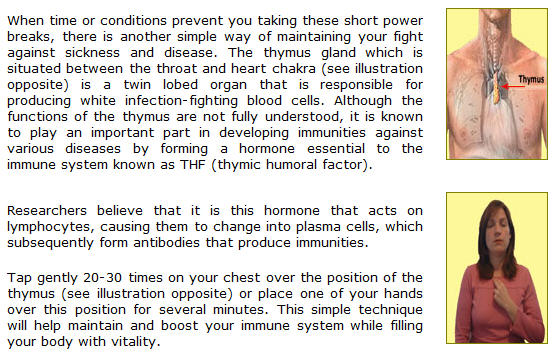 When time or conditions prevent you taking these short power
breaks, there is another simple way of maintaining your fight
against sickness and disease. The thymus gland which is
situated between the throat and heart chakra (see illustration
opposite) is a twin lobed organ that is responsible for
producing white infection-fighting blood cells. Although the
functions of the thymus are not fully understood, it is known
to play an important part in developing immunities against
various diseases by forming a hormone essential to the
immune system known as THF (thymic humoral factor).
Thymus
Researchers believe that it is this hormone that acts on
lymphocytes, causing them to change into plasma cells, which
subsequently form antibodies that produce immunities.
Tap gently 20-30 times on your chest over the position of the
thymus (see illustration opposite) or place one of your hands
over this position for several minutes. This simple technique
will help maintain and boost your immune system while filling
your body with vitality.